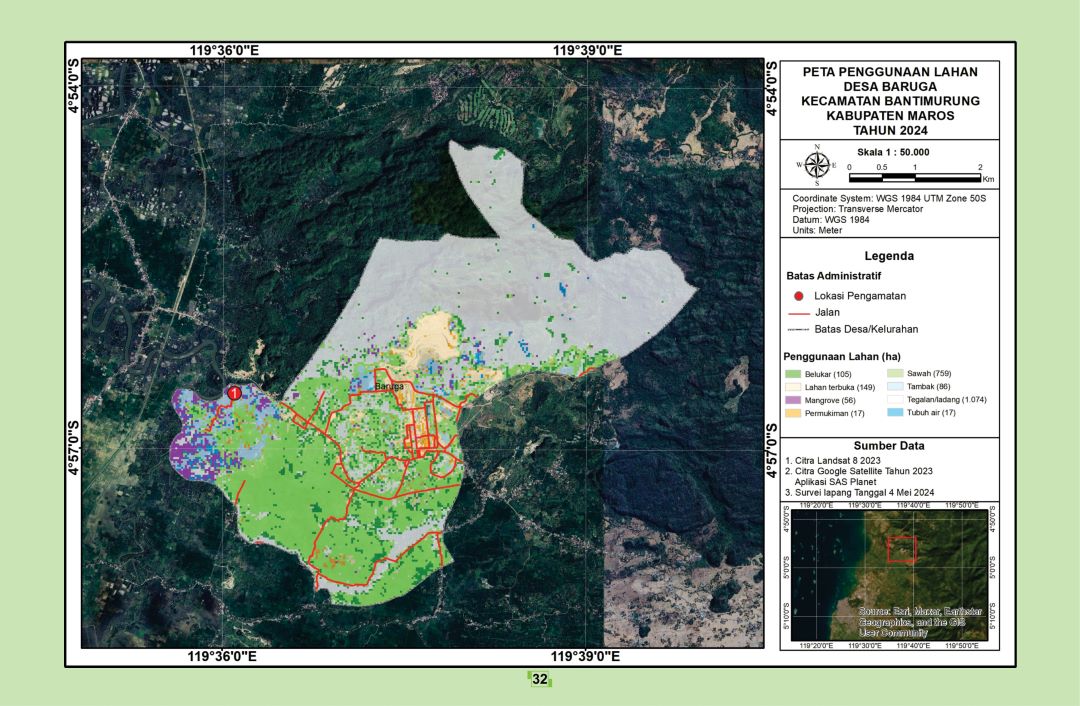 119°36'0"E 119°39'0"E
4°54'0"S 4°54'0"S
4°57'0"S 4°57'0"S
Baruga
1
119°36'0"E 119°39'0"E
PETA PENGGUNAAN LAHAN
DESA BARUGA
KECAMATAN BANTIMURUNG
KABUPATEN MAROS
TAHUN 2024
N
W E
S
Skala 1 : 50.000
0 0.5 1 2
Km
Coordinate System: WGS 1984 UTM Zone 50S
Projection: Transverse Mercator
Datum: WGS 1984
Units: Meter
Legenda
Batas Administratif
Lokasi Pengamatan
Jalan
Batas Desa/Kelurahan
Penggunaan Lahan (ha)
Belukar (105)
Lahan terbuka (149)
Mangrove (56)
Permukiman (17)
Sawah (759)
Tambak (86)
Tegalan/ladang (1.074)
Tubuh air (17)
Sumber Data
1. Citra Landsat 8 2023
2. Citra Google Satellite Tahun 2023
Aplikasi SAS Planet
3. Survei lapang Tanggal 4 Mei 2024
119°20'0"E 119°30'0"E 119°40'0"E 119°50'0"E
4°50'0"S 4°50'0"S
5°0'0"S 5°0'0"S
5°10'0"S 5°10'0"S
Source: Esri, Maxar, Earthstar
Geographics, and the GIS
User Community
119°20'0"E 119°30'0"E 119°40'0"E 119°50'0"E
32